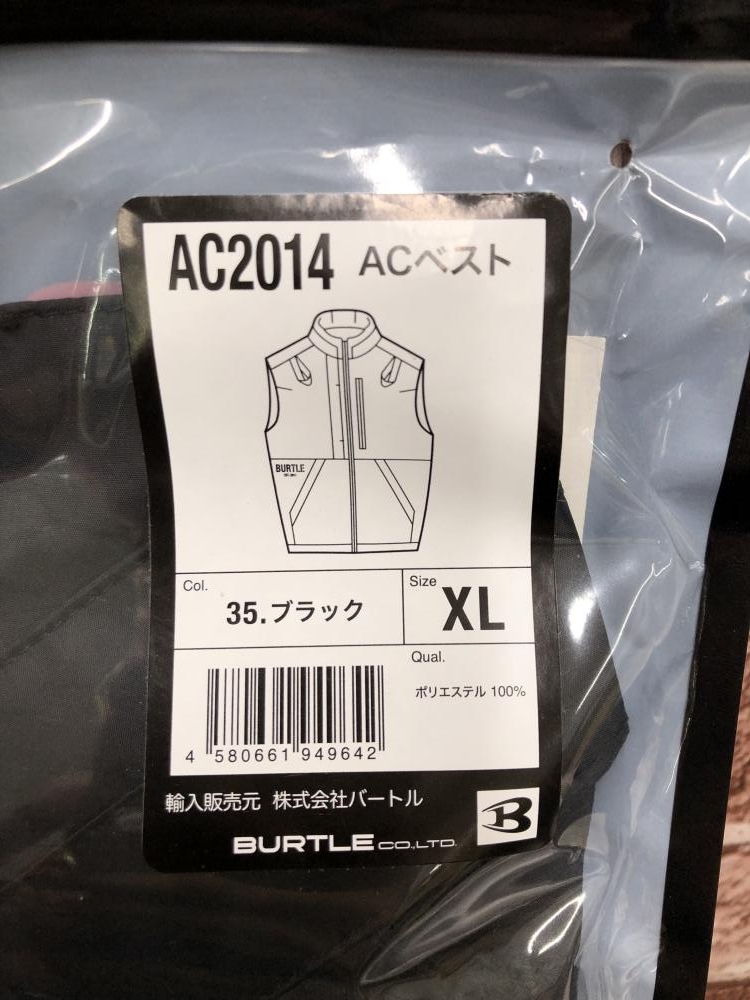 AC2014 ACベスト
BURTLE
Col.
35.ブラック
Size
XL
Qual.
ポリエステル 100%
4 580661 949642
輸入販売元 株式会社バートル
B
BURTLE CO.,LTD.